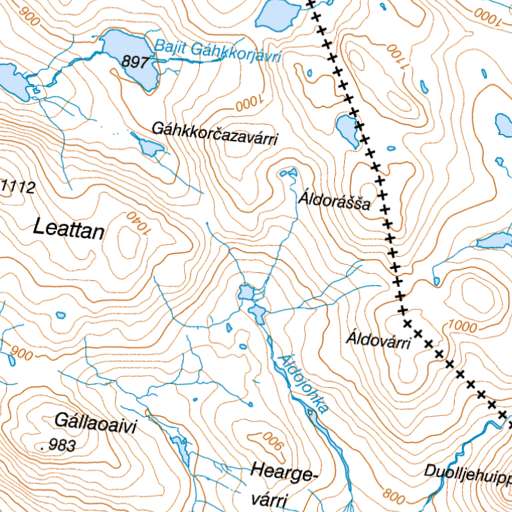 900
1000
Bajit Gáhkkorjávri
897
1100
1000
Gáhkkorčazavárri
1112
Áldorášša
1040
Leattan
1000
Áldovárri
900
Áldojohka
Gállaoaivi
983
900
Hearge-
várri
Duolljehuipp
800